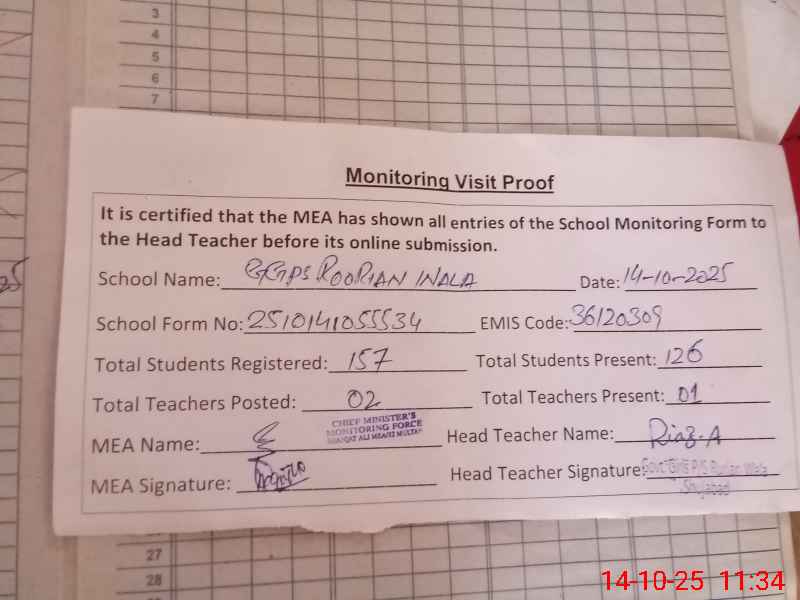 3
4
5
6
7
Monitoring Visit Proof
It is certified that the MEA has shown all entries of the School Monitoring Form to
the Head Teacher before its online submission.
School Name: GGPS ROORIAN WALA Date: 14-10-2025
School Form No: 2510141055534 EMIS Code: 36120309
Total Students Registered: 157 Total Students Present: 126
Total Teachers Posted: 02 Total Teachers Present: 01
CHIEF MINISTER'S
MONITORING FORCE
MEA Name: Head Teacher Name: Riaz-A
MEA Signature: Head Teacher Signature: Govt: Girls P/S Wala
Shujabad
27
28
14-10-25 11:34